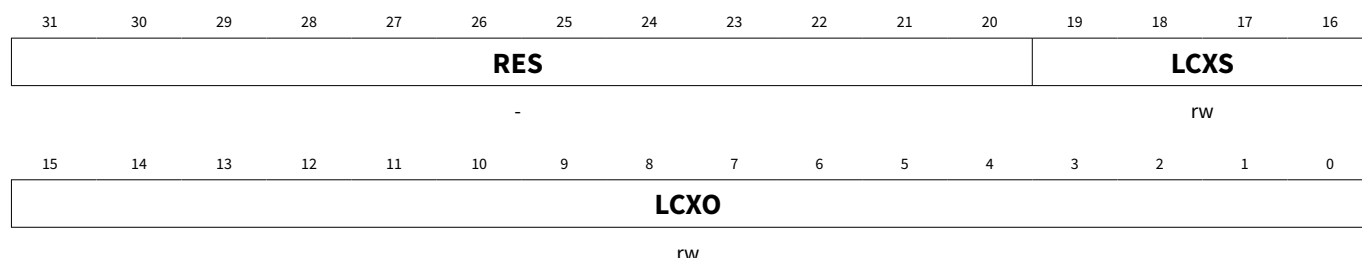 31 30 29 28 27 26 25 24 23 22 21 20 19 18 17 16
RES LCXS
- rw
15 14 13 12 11 10 9 8 7 6 5 4 3 2 1 0
LCXO
rw